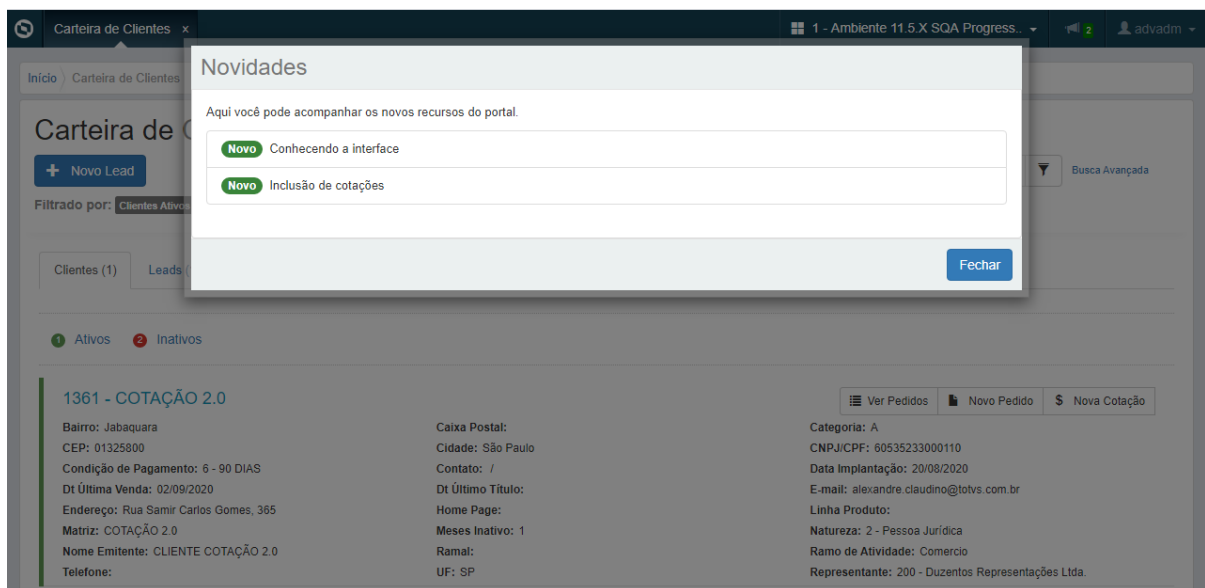 Carteira de Clientes x
1 - Ambiente 11.5.X SQA Progress..
2
advadm
Início
Carteira de Clientes
Novidades
Aqui você pode acompanhar os novos recursos do portal.
Novo Conhecendo a interface
Novo Inclusão de cotações
Fechar
Carteira de
+ Novo Lead
Busca Avançada
Filtrado por: Clientes Ativos
Clientes (1)
Leads
1 Ativos
2 Inativos
1361 - COTAÇÃO 2.0
Ver Pedidos
Novo Pedido
$ Nova Cotação
Bairro: Jabaquara
Caixa Postal:
Categoria: A
CEP: 01325800
Cidade: São Paulo
CNPJ/CPF: 60535233000110
Condição de Pagamento: 6 - 90 DIAS
Contato: /
Data Implantação: 20/08/2020
Dt Última Venda: 02/09/2020
Dt Último Título:
E-mail: alexandre.claudino@totvs.com.br
Endereço: Rua Samir Carlos Gomes, 365
Home Page:
Linha Produto:
Matriz: COTAÇÃO 2.0
Meses Inativo: 1
Natureza: 2 - Pessoa Jurídica
Nome Emitente: CLIENTE COTAÇÃO 2.0
Ramal:
Ramo de Atividade: Comercio
Telefone:
UF: SP
Representante: 200 - Duzentos Representações Ltda.